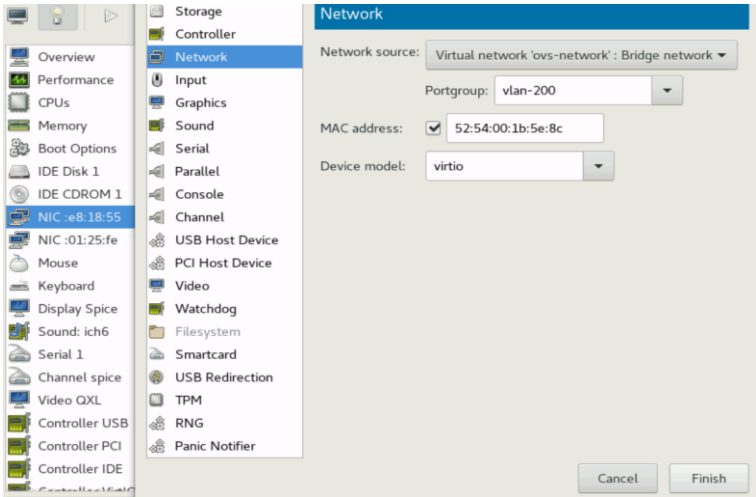 Overview
Performance
CPUs
Memory
Boot Options
IDE Disk 1
IDE CDROM 1
NIC :e8:18:55
NIC :01:25:fe
Mouse
Keyboard
Display Spice
Sound: ich6
Serial 1
Channel spice
Video QXL
Controller USB
Controller PCI
Controller IDE
Storage
Controller
Network
Input
Graphics
Sound
Serial
Parallel
Console
Channel
USB Host Device
PCI Host Device
Video
Watchdog
Filesystem
Smartcard
USB Redirection
TPM
RNG
Panic Notifier
Network
Network source: Virtual network 'ovs-network' : Bridge network
Portgroup: vlan-200
MAC address: 52:54:00:1b:5e:8c
Device model: virtio
Cancel Finish